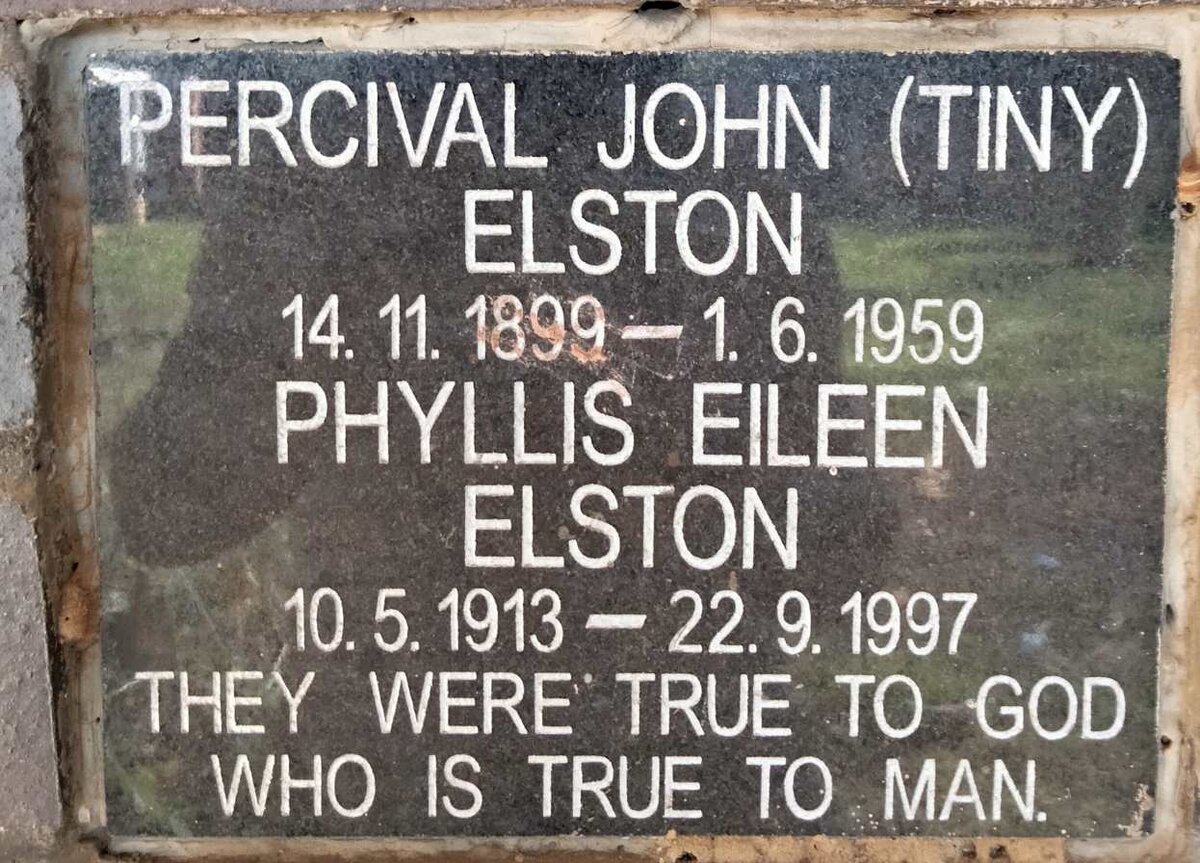 PERCIVAL JOHN (TINY)
ELSTON
14. 11. 1899 – 1. 6. 1959
PHYLLIS EILEEN
ELSTON
10. 5. 1913 – 22. 9. 1997
THEY WERE TRUE TO GOD
WHO IS TRUE TO MAN.